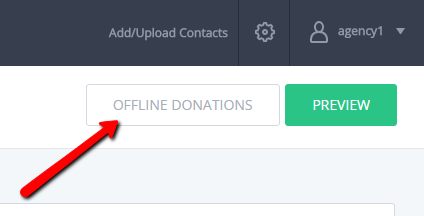 Add/Upload Contacts agency1
OFFLINE DONATIONS PREVIEW